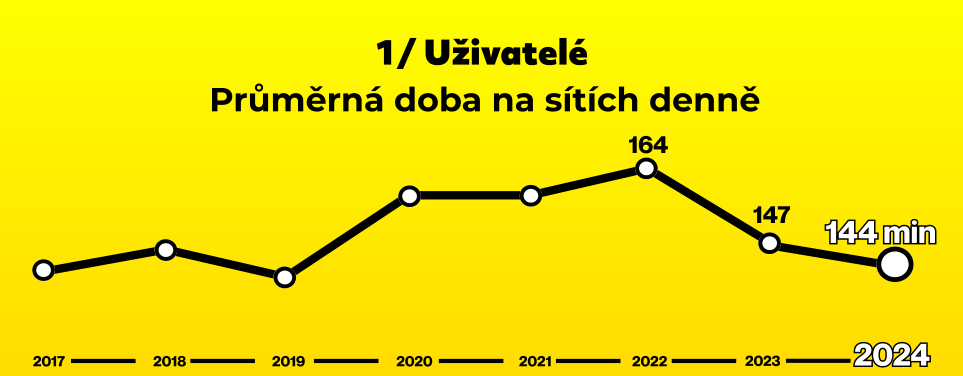 1/ Uživatelé
Průměrná doba na sítích denně
164
147
144 min
2017 2018 2019 2020 2021 2022 2023 2024